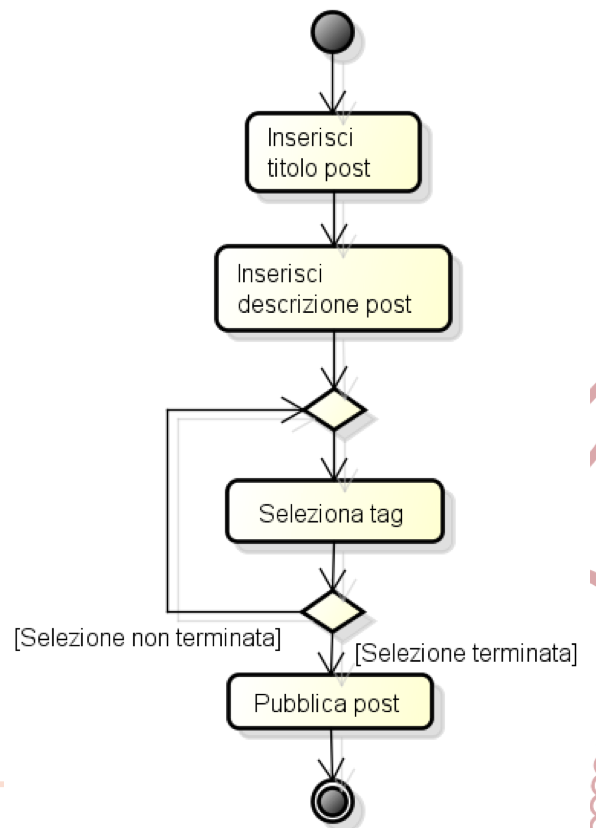 Inserisci
titolo post
Inserisci
descrizione post
Seleziona tag
[Selezione non terminata]
[Selezione terminata]
Pubblica post